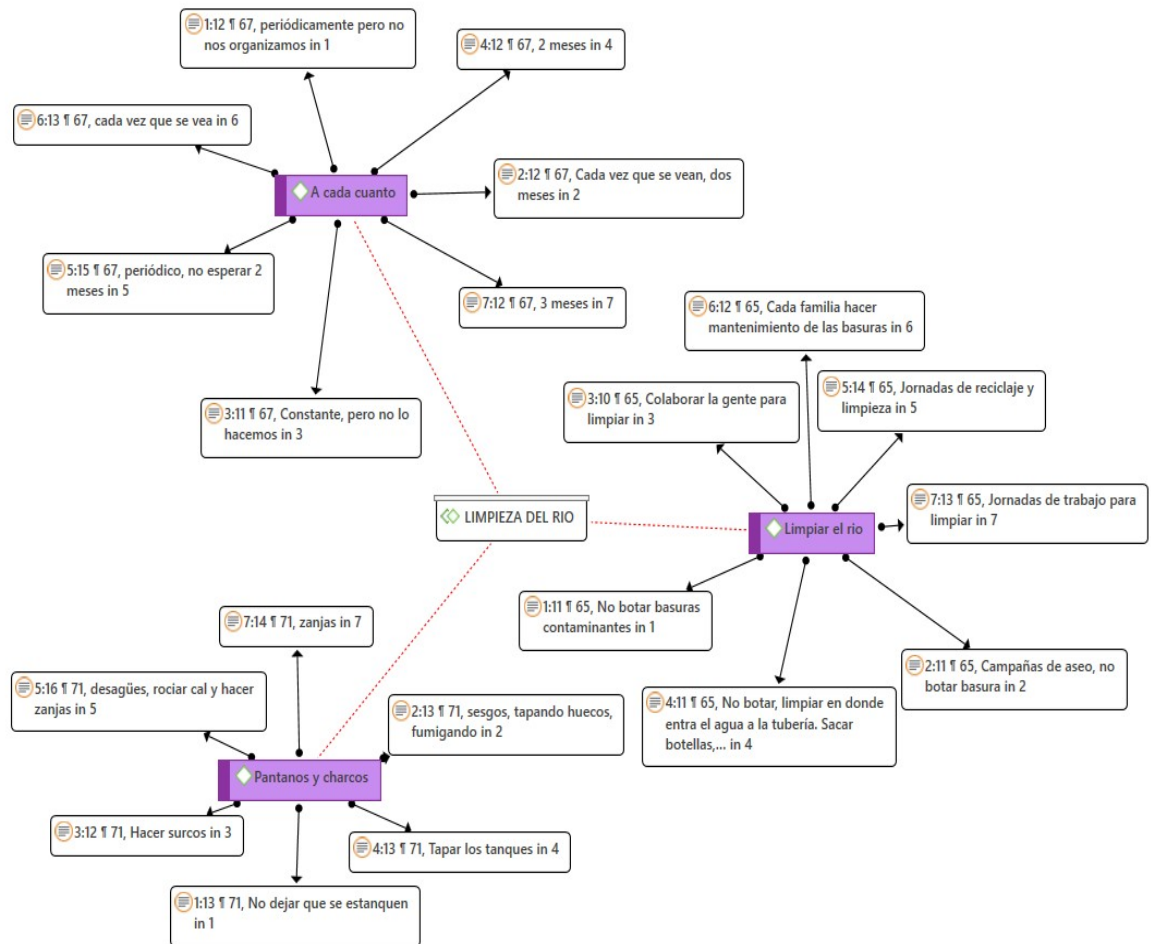 1:12 ¶ 67, periódicamente pero no
nos organizamos in 1
4:12 ¶ 67, 2 meses in 4
6:13 ¶ 67, cada vez que se vea in 6
A cada cuanto
2:12 ¶ 67, Cada vez que se vean, dos
meses in 2
5:15 ¶ 67, periódico, no esperar 2
meses in 5
7:12 ¶ 67, 3 meses in 7
3:11 ¶ 67, Constante, pero no lo
hacemos in 3
6:12 ¶ 65, Cada familia hacer
mantenimiento de las basuras in 6
3:10 ¶ 65, Colaborar la gente para
limpiar in 3
5:14 ¶ 65, Jornadas de reciclaje y
limpieza in 5
LIMPIEZA DEL RIO
Limpiar el rio
7:13 ¶ 65, Jornadas de trabajo para
limpiar in 7
1:11 ¶ 65, No botar basuras
contaminantes in 1
4:11 ¶ 65, No botar, limpiar en donde
entra el agua a la tubería. Sacar
botellas,... in 4
2:11 ¶ 65, Campañas de aseo, no
botar basura in 2
7:14 ¶ 71, zanjas in 7
5:16 ¶ 71, desagües, rociar cal y hacer
zanjas in 5
2:13 ¶ 71, sesgos, tapando huecos,
fumigando in 2
Pantanos y charcos
3:12 ¶ 71, Hacer surcos in 3
4:13 ¶ 71, Tapar los tanques in 4
1:13 ¶ 71, No dejar que se estanquen
in 1